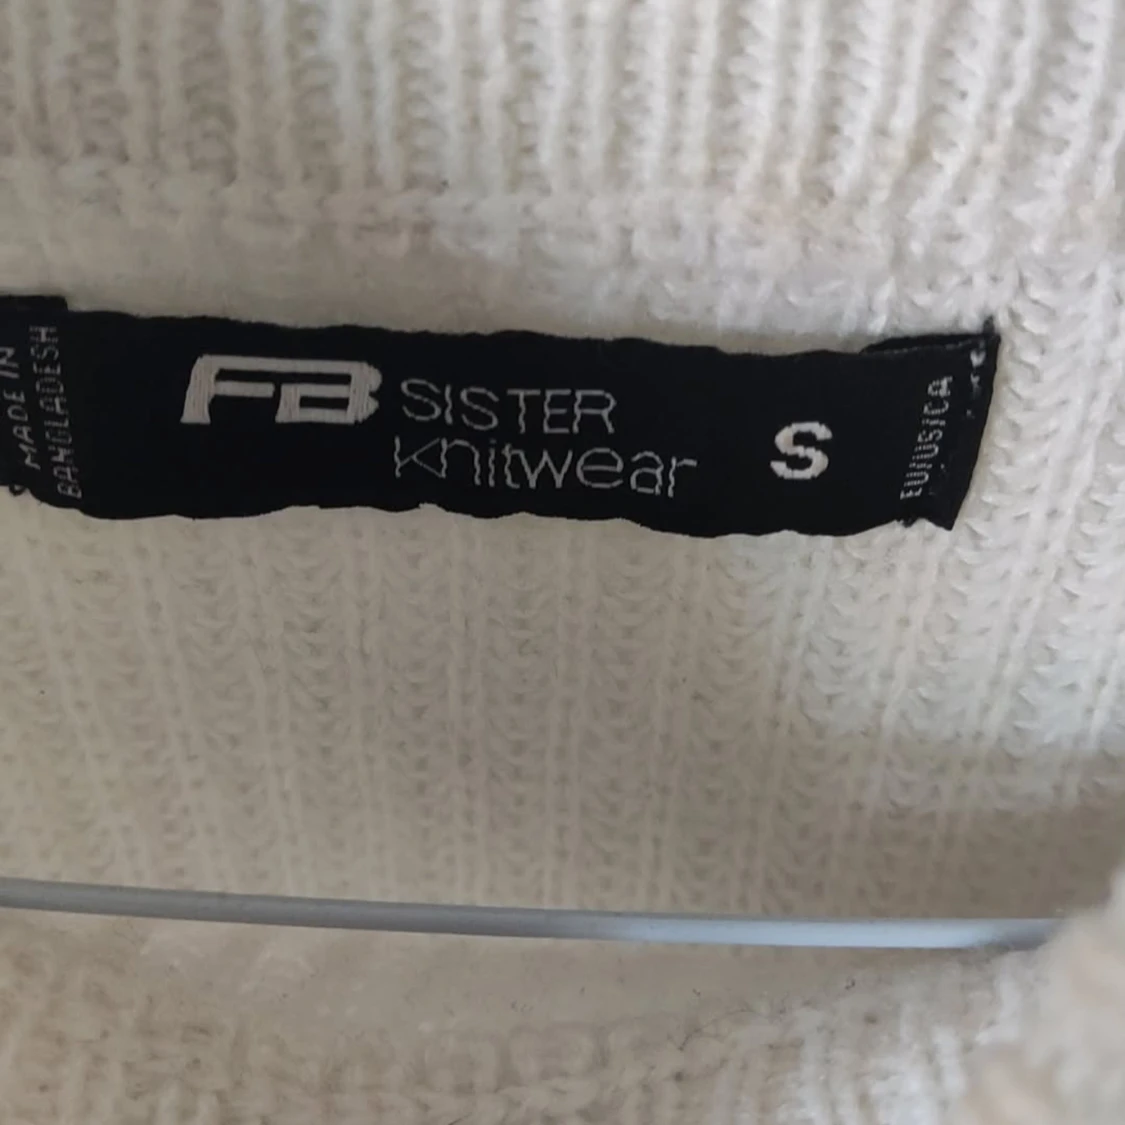 MADE IN
BANGLADESH
FB SISTER
Knitwear
S
EU/US/CA